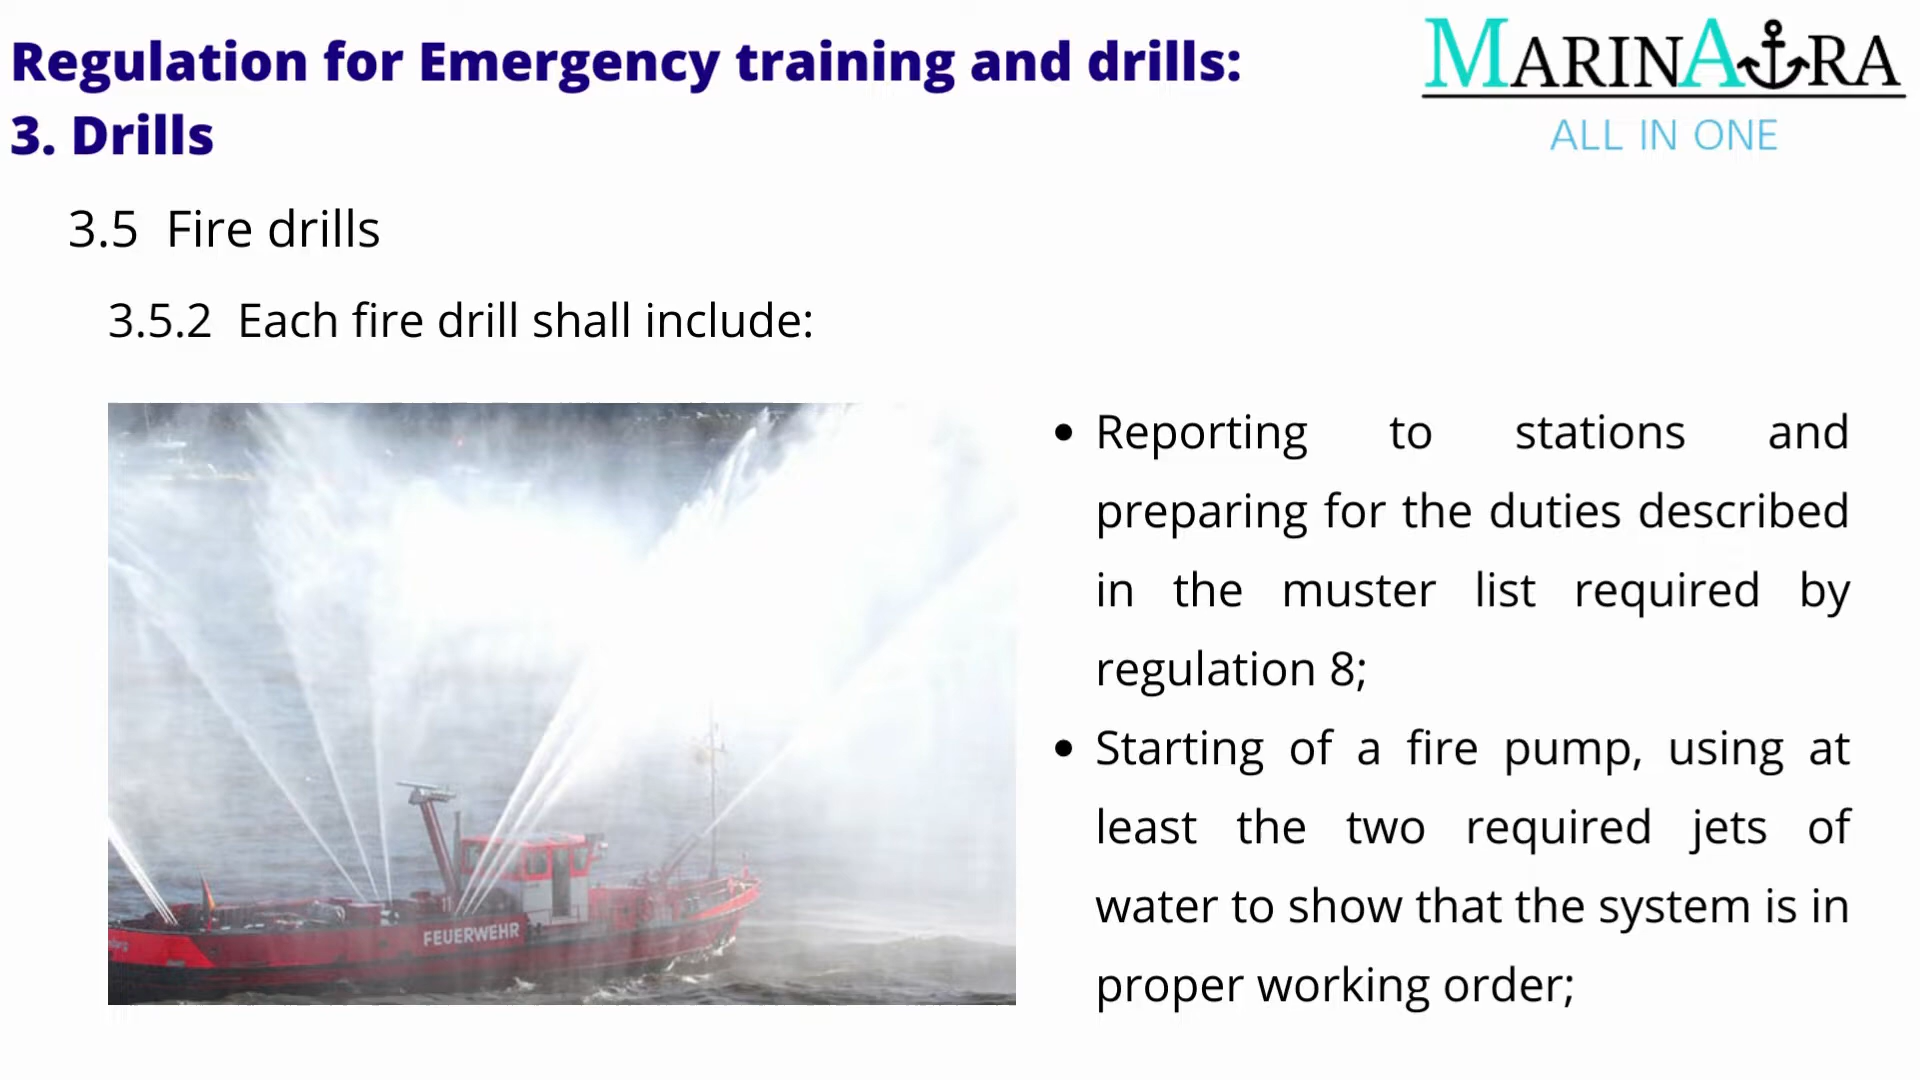 Regulation for Emergency training and drills:
3. Drills
MARINAURA
ALL IN ONE
3.5 Fire drills
3.5.2 Each fire drill shall include:
• Reporting to stations and
preparing for the duties described
in the muster list required by
regulation 8;
• Starting of a fire pump, using at
least the two required jets of
water to show that the system is in
proper working order;
FEUERWEHR